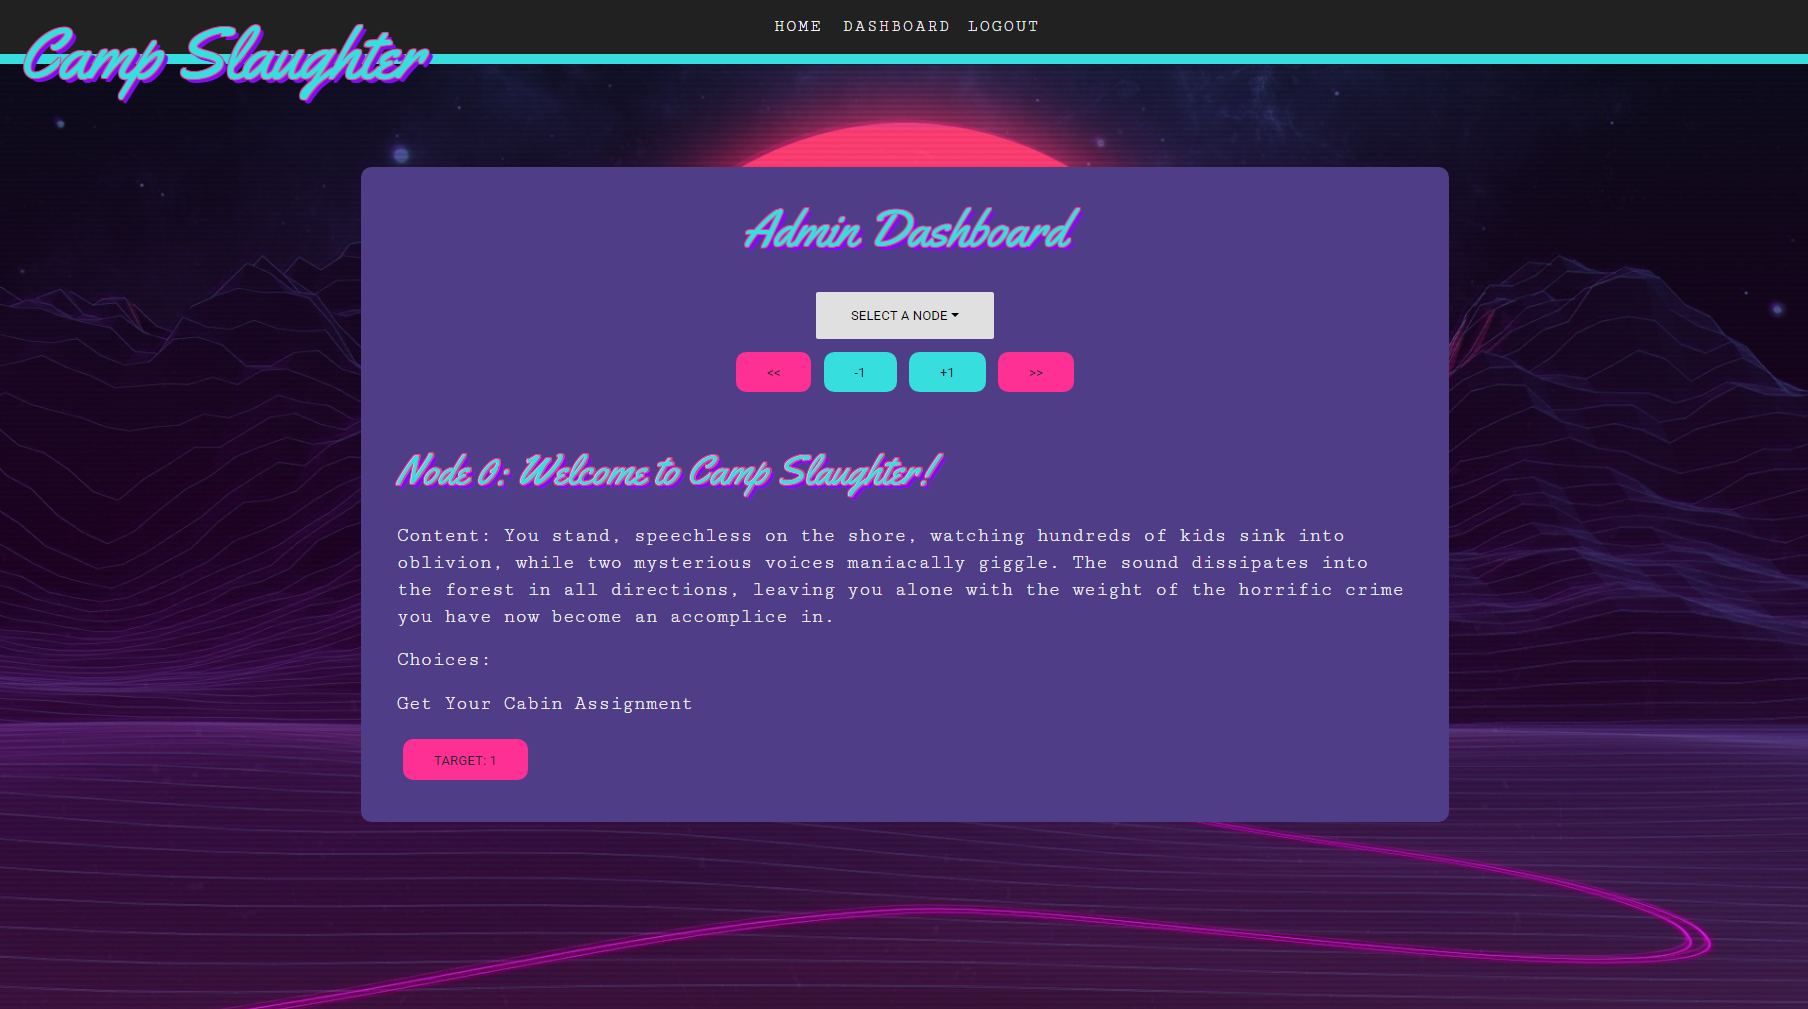 Camp Slaughter
HOME DASHBOARD LOGOUT
Admin Dashboard
SELECT A NODE
<< -1 +1 >>
Node 0: Welcome to Camp Slaughter!
Content: You stand, speechless on the shore, watching hundreds of kids sink into
oblivion, while two mysterious voices maniacally giggle. The sound dissipates into
the forest in all directions, leaving you alone with the weight of the horrific crime
you have now become an accomplice in.
Choices:
Get Your Cabin Assignment
TARGET: 1